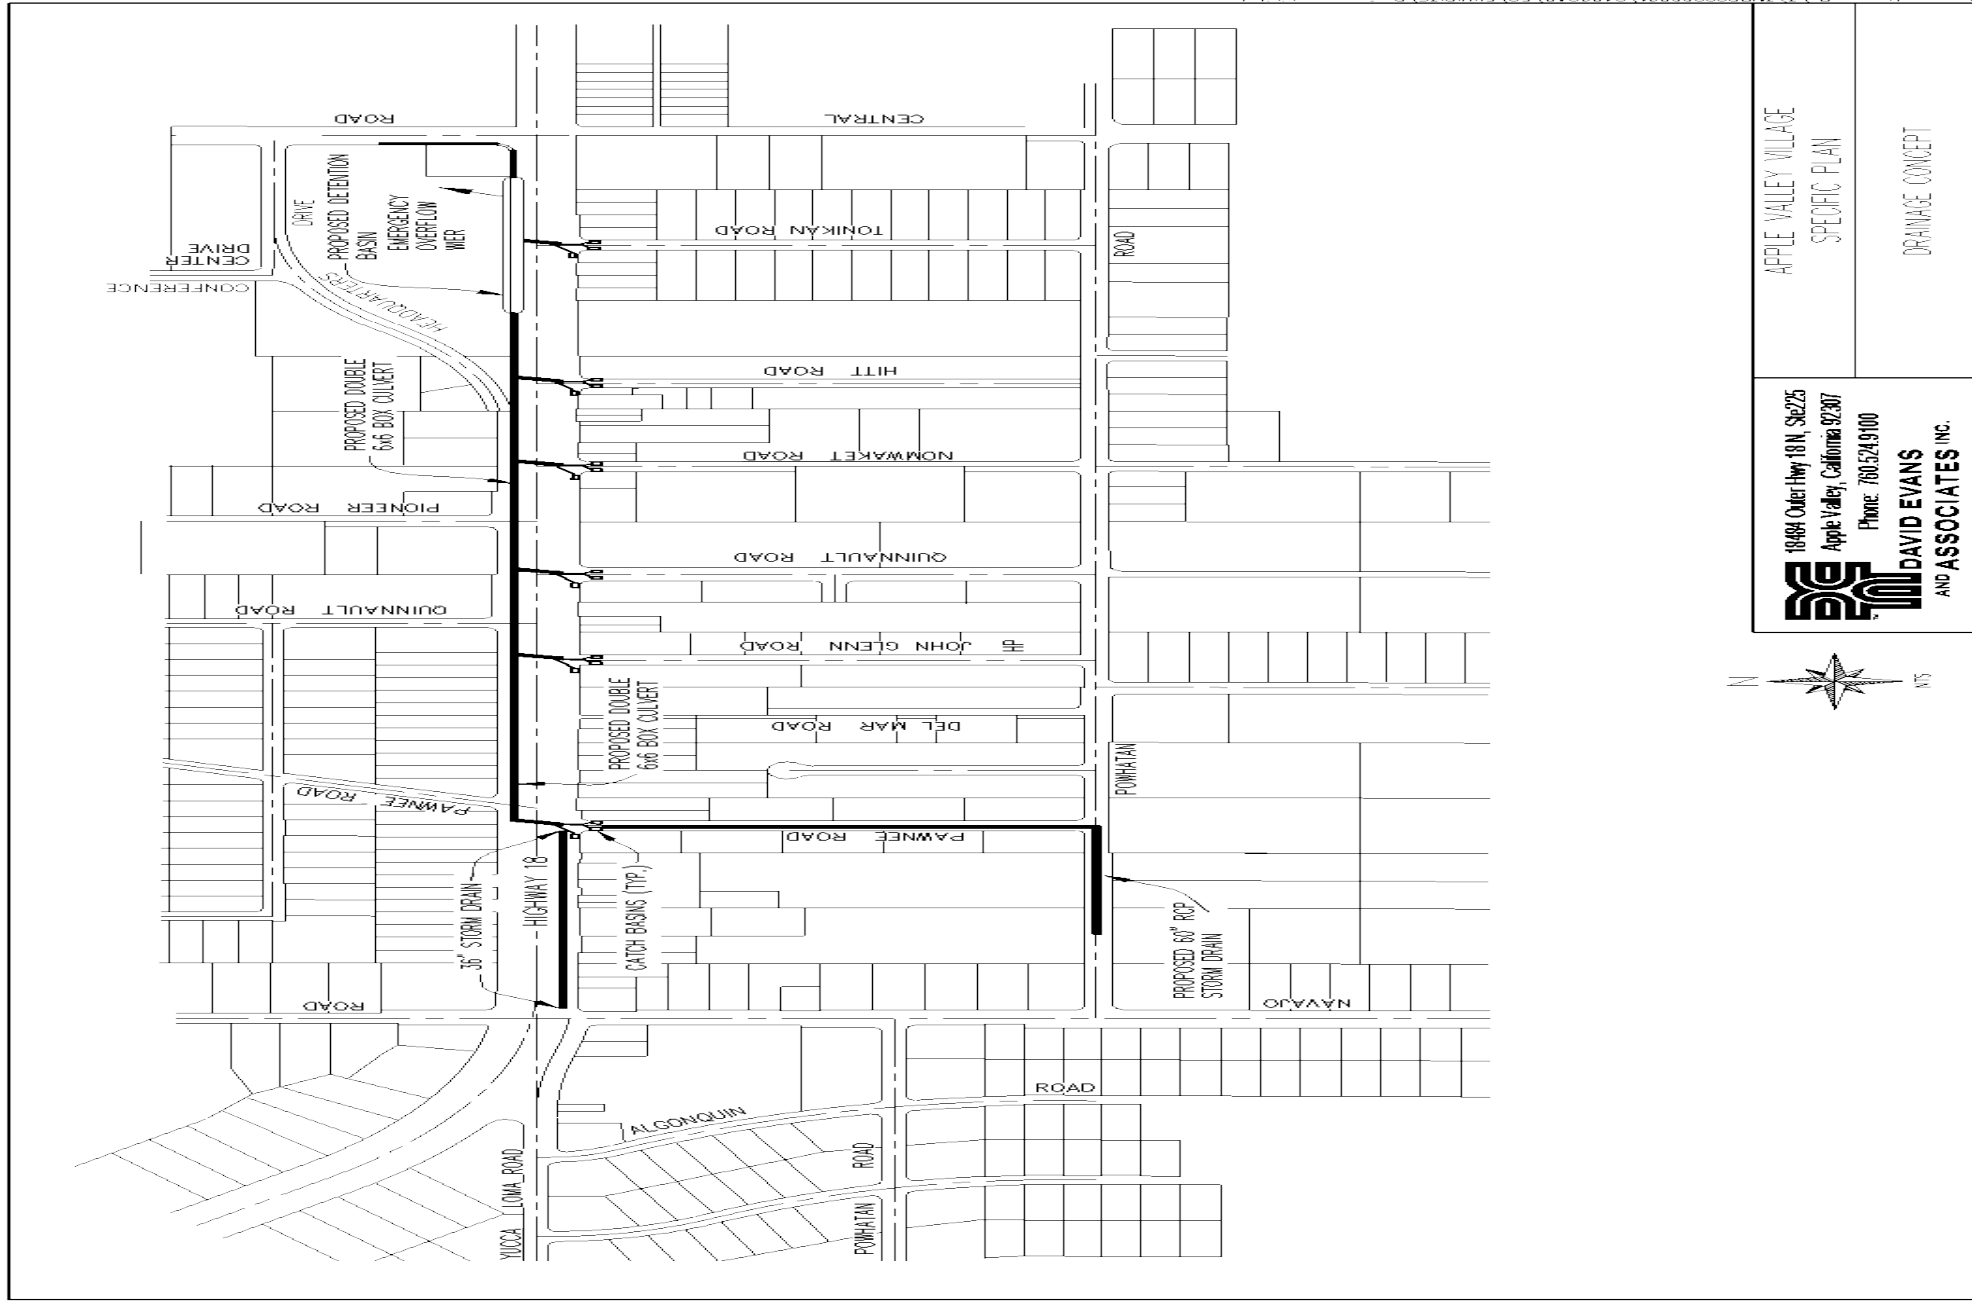 ROAD
CENTRAL
DRIVE
PROPOSED DETENTION
BASIN
EMERGENCY
OVERFLOW
WIER
CENTER
DRIVE
CONFERENCE
HEADQUARTERS
TONIKAN ROAD
ROAD
PROPOSED DOUBLE
6x6 BOX CULVERT
HITT ROAD
NOMWAKET ROAD
PIONEER ROAD
QUINNAULT ROAD
QUINNAULT ROAD
JOHN GLENN ROAD
HP
PROPOSED DOUBLE
6x6 BOX CULVERT
DEL MAR ROAD
POWHATAN
PAWNEE ROAD
PAWNEE ROAD
HIGHWAY 18
36" STORM DRAIN
CATCH BASINS (TYP.)
PROPOSED 60" RCP
STORM DRAIN
ROAD
NAVAJO
ALGONQUIN
ROAD
YUCCA LOMA ROAD
POWHATAN ROAD
APPLE VALLEY VILLAGE
SPECIFIC PLAN
DRAINAGE CONCEPT
18484 Outer Hwy 18 N, Ste225
Apple Valley, California 92307
Phone: 760.524.9100
DAVID EVANS
AND ASSOCIATES INC.
TM
N
NTS